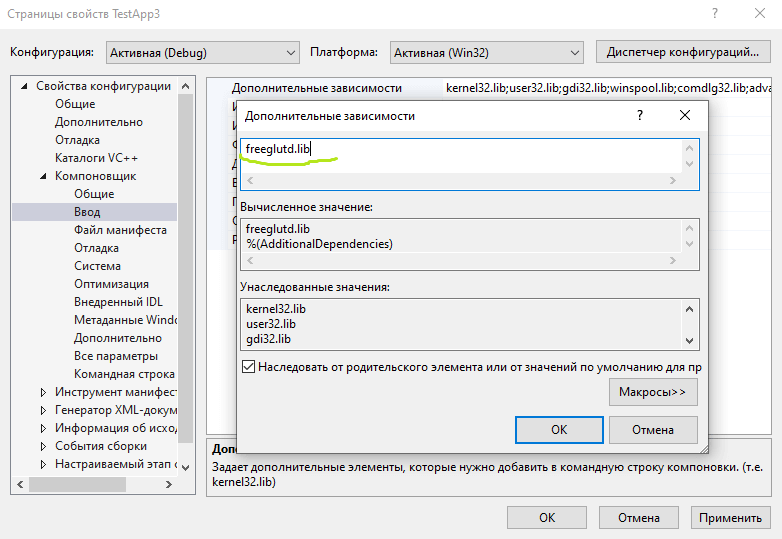 Страницы свойств TestApp3
Конфигурация: Активная (Debug) Платформа: Активная (Win32) Диспетчер конфигураций...
Свойства конфигурации
Общие
Дополнительно
Отладка
Каталоги VC++
Компоновщик
Общие
Ввод
Файл манифеста
Отладка
Система
Оптимизация
Внедренный IDL
Метаданные Windo
Дополнительно
Все параметры
Командная строка
Инструмент манифест
Генератор XML-докум
Информация об исход
События сборки
Настраиваемый этап с
Дополнительные зависимости kernel32.lib;user32.lib;gdi32.lib;winspool.lib;comdlg32.lib;adva
Дополнительные зависимости
freeglutd.lib
Вычисленное значение:
freeglutd.lib
%(AdditionalDependencies)
Унаследованные значения:
kernel32.lib
user32.lib
gdi32.lib
Наследовать от родительского элемента или от значений по умолчанию для пр
Макросы>>
OK Отмена
Задает дополнительные элементы, которые нужно добавить в командную строку компоновки. (т.е.
kernel32.lib)
OK Отмена Применить